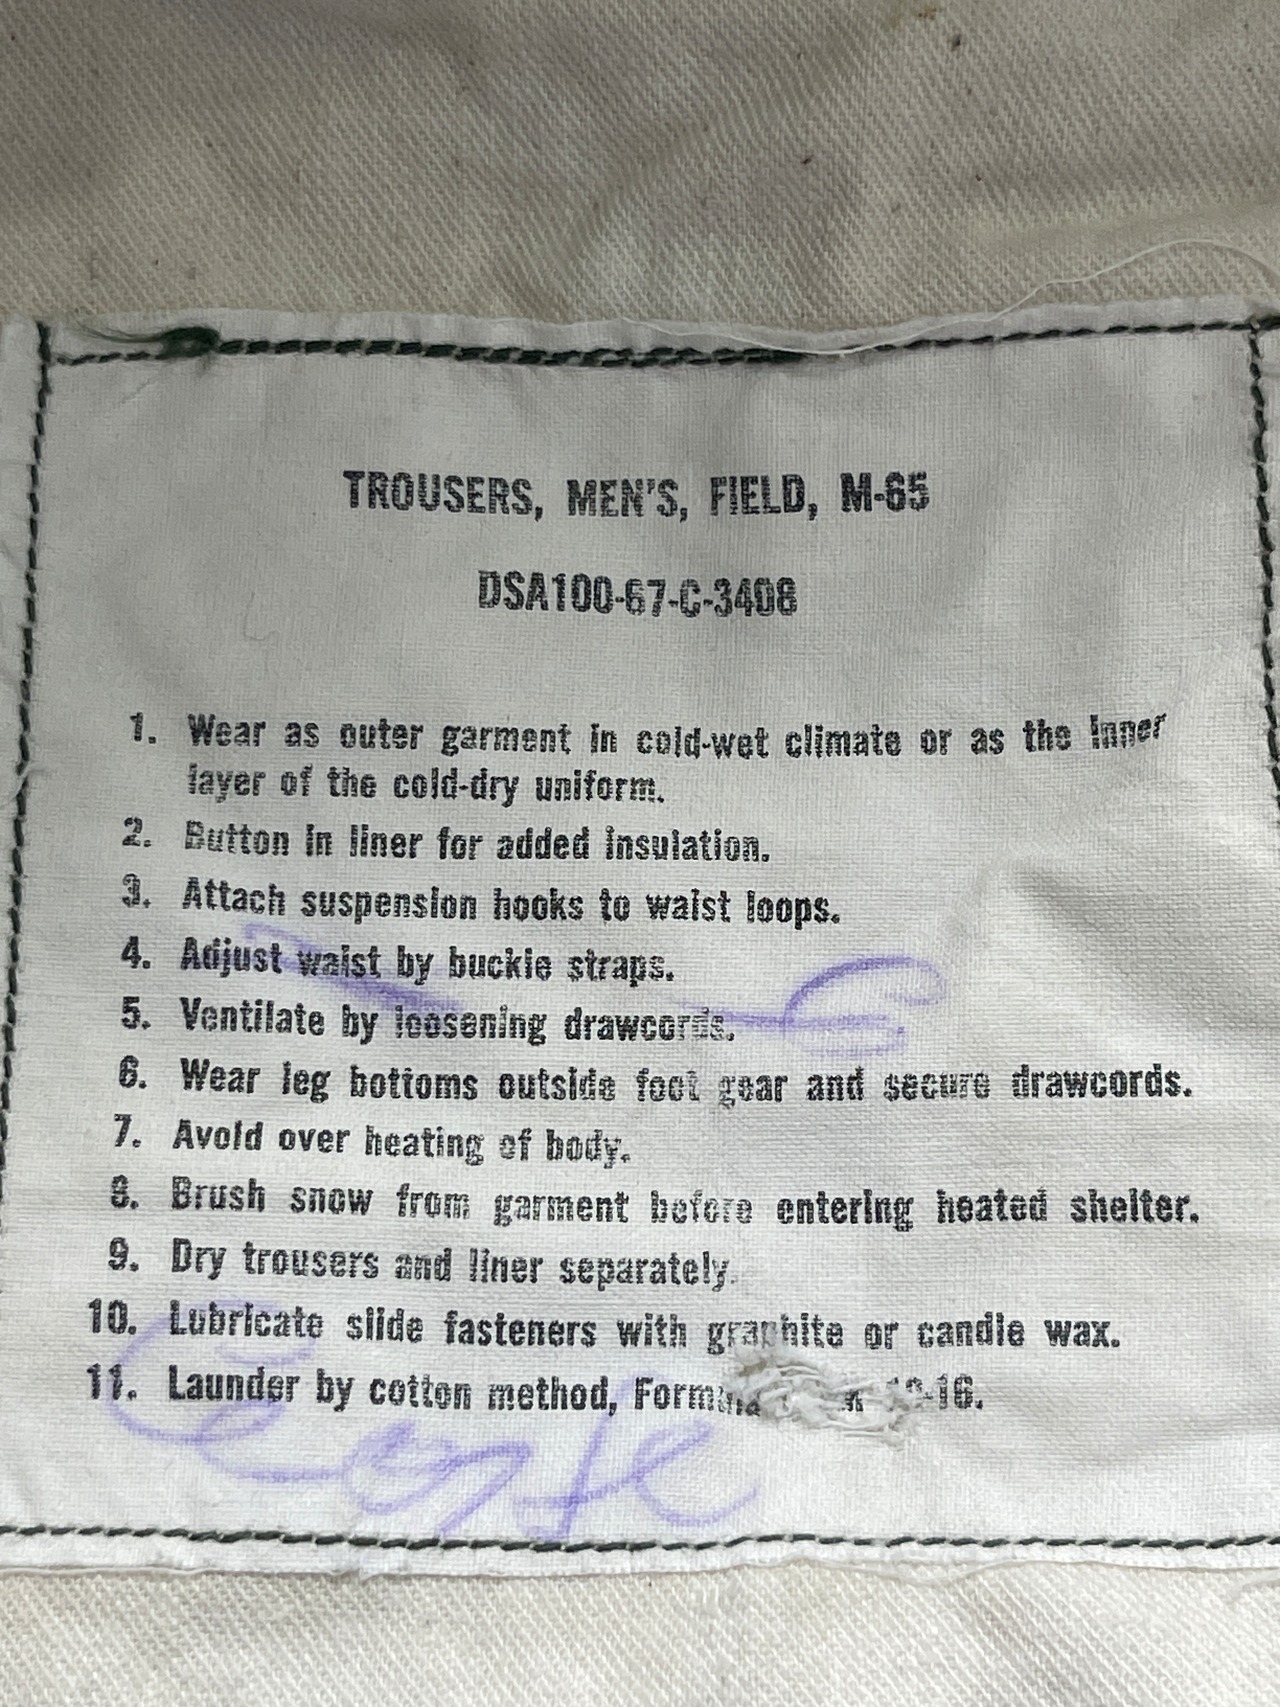 TROUSERS, MEN'S, FIELD, M-65
DSA100-67-C-3408
1. Wear as outer garment in cold-wet climate or as the inner
layer of the cold-dry uniform.
2. Button in liner for added insulation.
3. Attach suspension hooks to waist loops.
4. Adjust waist by buckle straps.
5. Ventilate by loosening drawcords.
6. Wear leg bottoms outside foot gear and secure drawcords.
7. Avoid over heating of body.
8. Brush snow from garment before entering heated shelter.
9. Dry trousers and liner separately.
10. Lubricate slide fasteners with graphite or candle wax.
11. Launder by cotton method, Formula